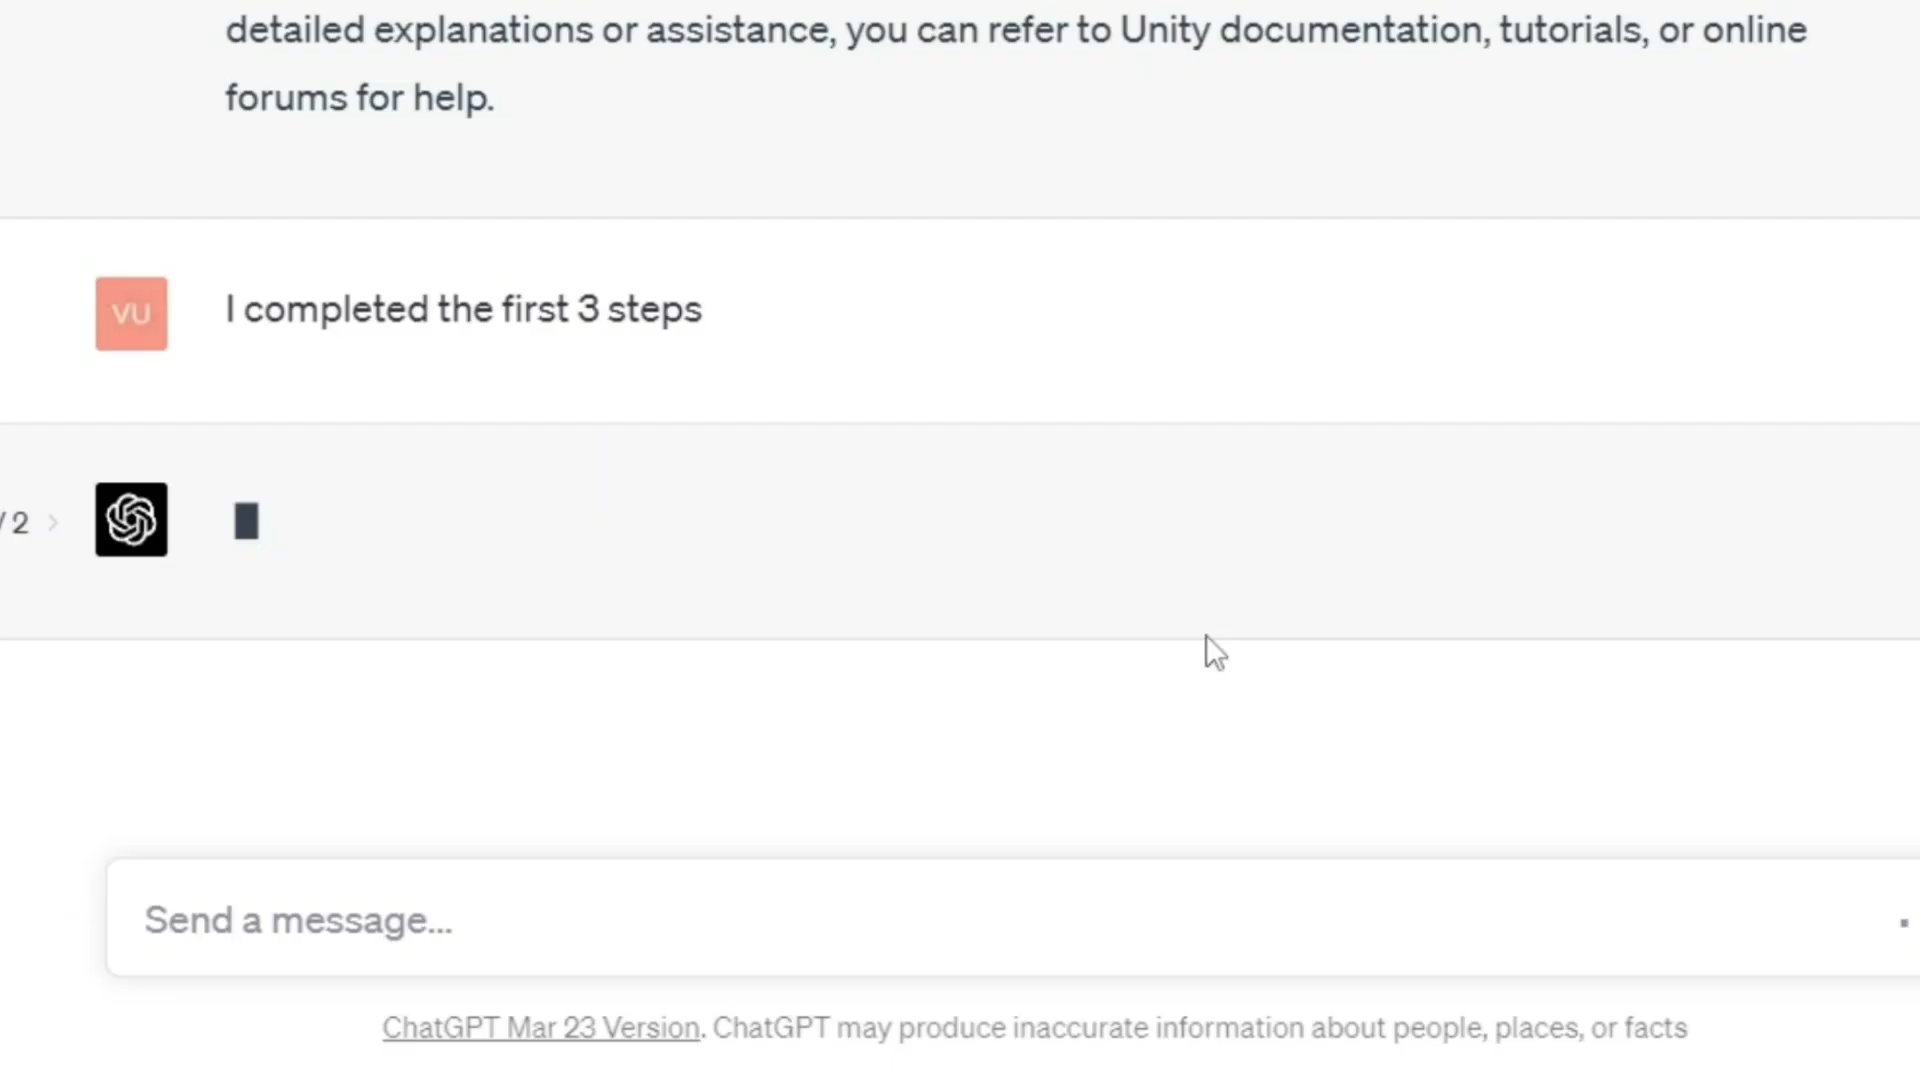 detailed explanations or assistance, you can refer to Unity documentation, tutorials, or online
forums for help.
VU
I completed the first 3 steps
/ 2
Send a message...
ChatGPT Mar 23 Version. ChatGPT may produce inaccurate information about people, places, or facts